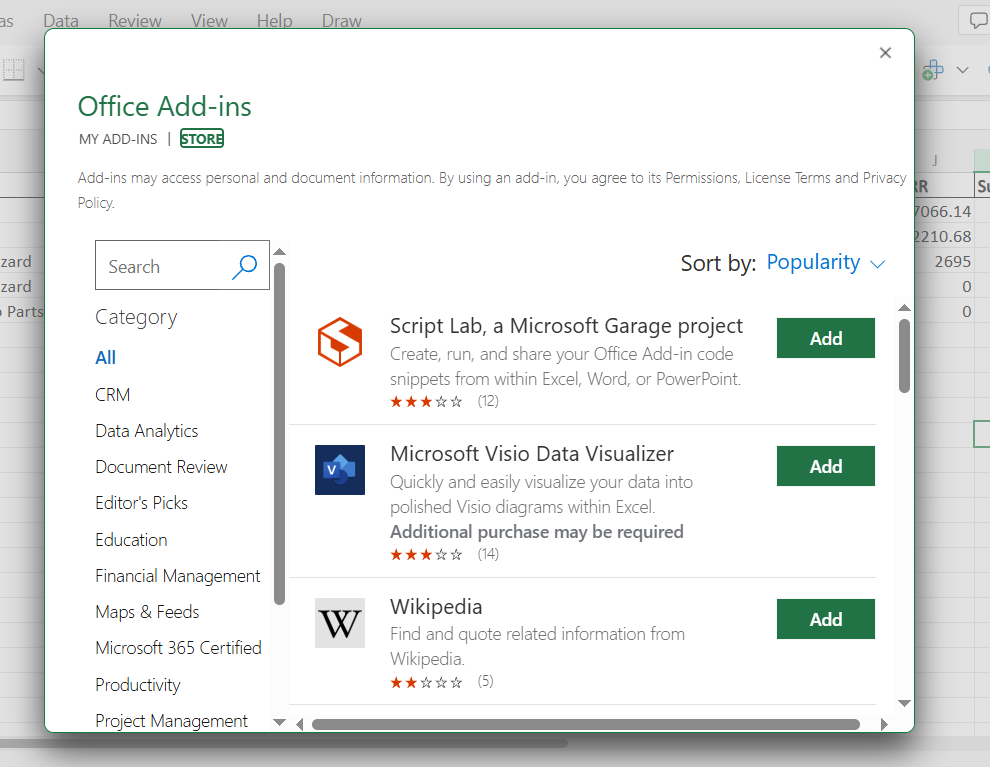 as Data Review View Help Draw
Office Add-ins
MY ADD-INS | STORE
Add-ins may access personal and document information. By using an add-in, you agree to its Permissions, License Terms and Privacy
Policy.
Search
Category
All
CRM
Data Analytics
Document Review
Editor's Picks
Education
Financial Management
Maps & Feeds
Microsoft 365 Certified
Productivity
Project Management
Sort by: Popularity
Script Lab, a Microsoft Garage project
Create, run, and share your Office Add-in code
snippets from within Excel, Word, or PowerPoint.
(12)
Add
Microsoft Visio Data Visualizer
Quickly and easily visualize your data into
polished Visio diagrams within Excel.
Additional purchase may be required
(14)
Add
V
Wikipedia
Find and quote related information from
Wikipedia.
(5)
Add
W
zard
zard
Parts
J
RR Su
7066.14
2210.68
2695
0
0